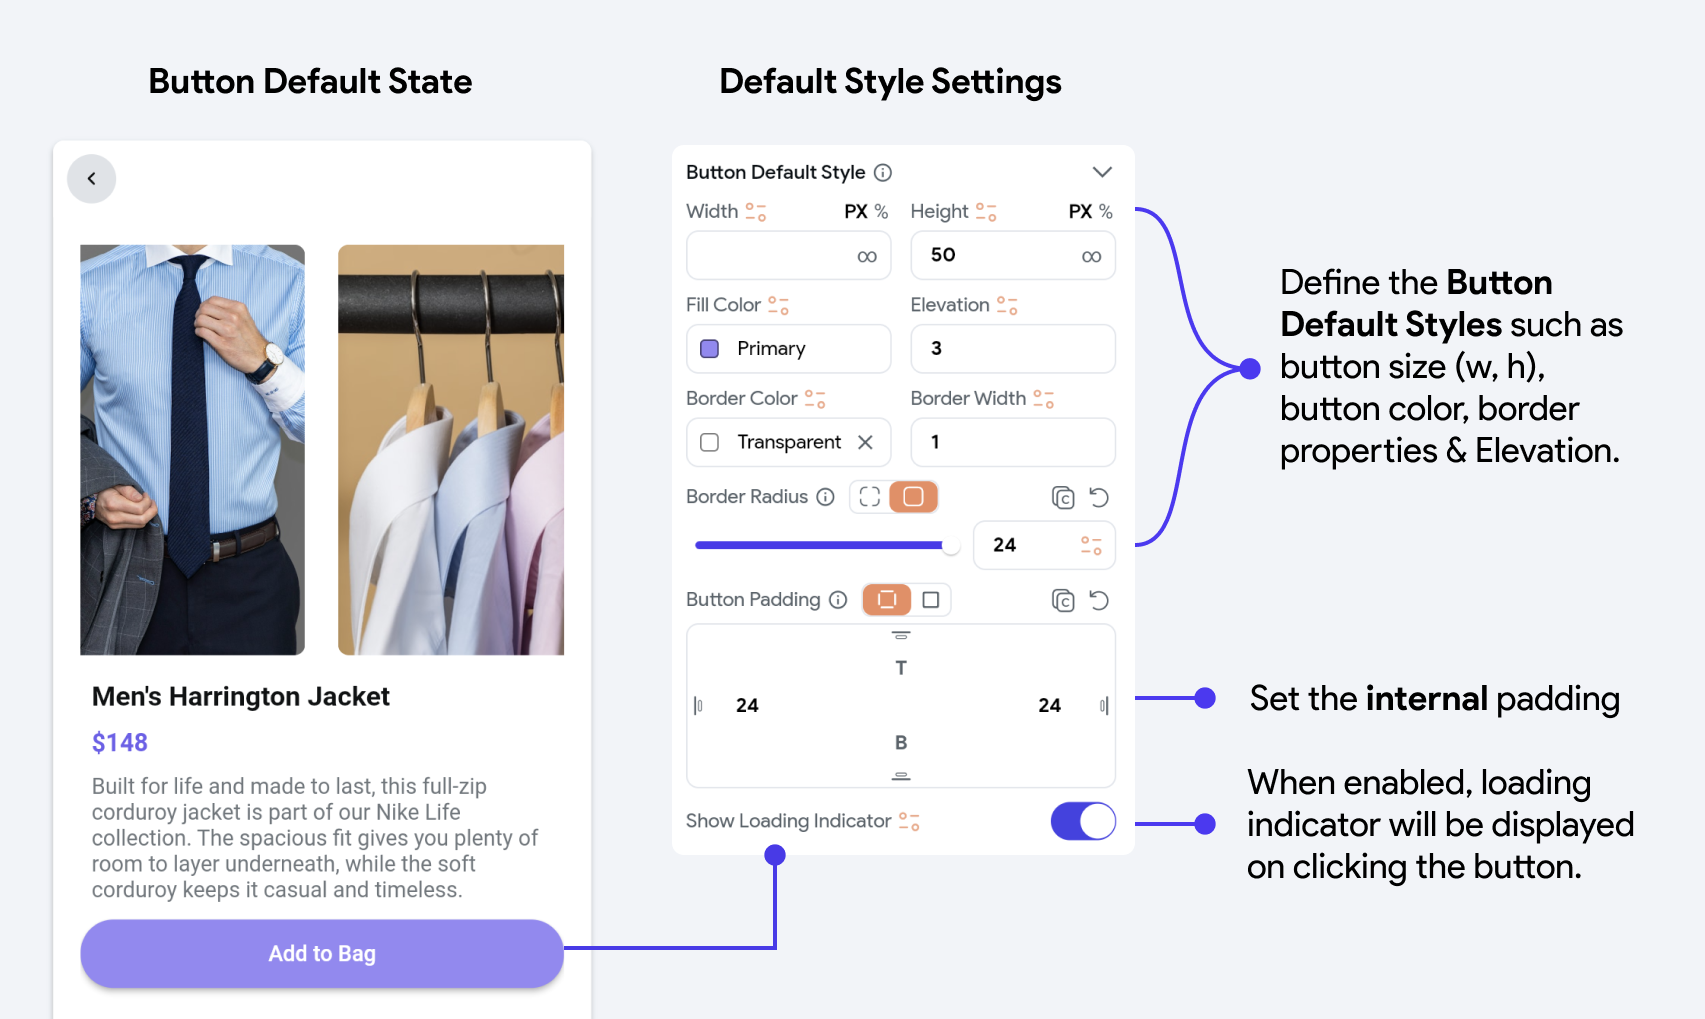 Button Default State
Default Style Settings
Men's Harrington Jacket
$148
Built for life and made to last, this full-zip
corduroy jacket is part of our Nike Life
collection. The spacious fit gives you plenty of
room to layer underneath, while the soft
corduroy keeps it casual and timeless.
Add to Bag
Button Default Style
Width PX %
Height PX %
50
Fill Color
Elevation
Primary
3
Border Color
Border Width
Transparent
1
Border Radius
24
Button Padding
T
24
24
B
Show Loading Indicator
Define the Button
Default Styles such as
button size (w, h),
button color, border
properties & Elevation.
Set the internal padding
When enabled, loading
indicator will be displayed
on clicking the button.